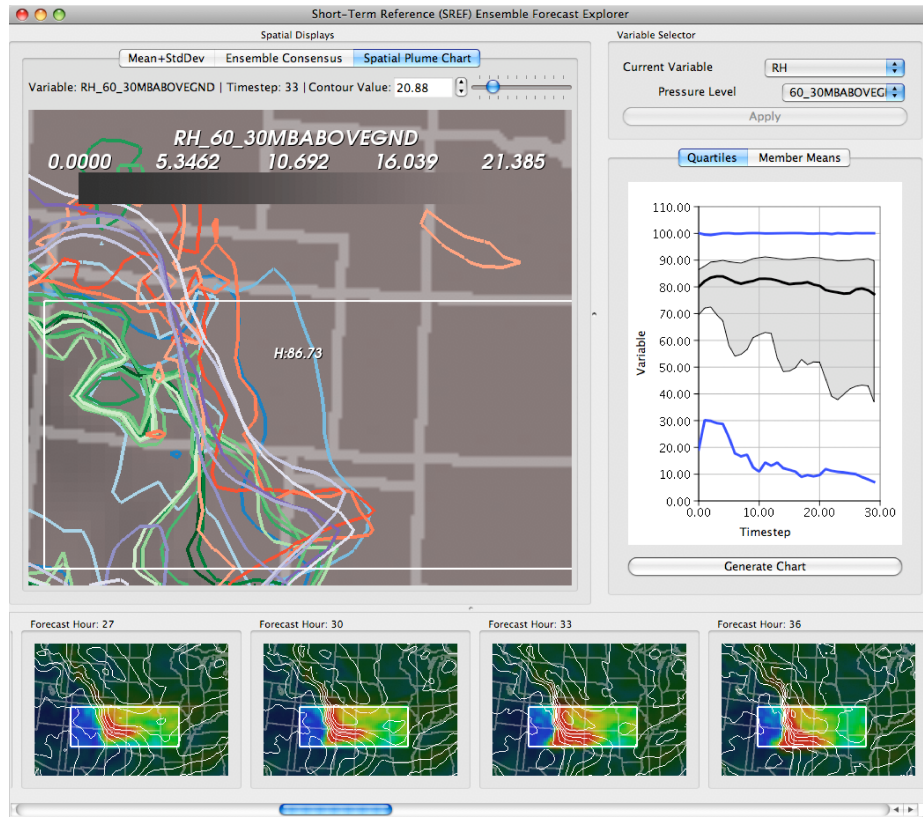 Short-Term Reference (SREF) Ensemble Forecast Explorer
Spatial Displays
Mean+StdDev Ensemble Consensus Spatial Plume Chart
Variable: RH_60_30MBABOVEGND | Timestep: 33 | Contour Value: 20.88
RH_60_30MBABOVEGND
0.0000 5.3462 10.692 16.039 21.385
H:86.73
Variable Selector
Current Variable RH
Pressure Level 60_30MBABOVEG
Apply
Quartiles Member Means
110.00
100.00
90.00
80.00
70.00
60.00
50.00
40.00
30.00
20.00
10.00
0.00
Variable
0.00 10.00 20.00 30.00
Timestep
Generate Chart
Forecast Hour: 27 Forecast Hour: 30 Forecast Hour: 33 Forecast Hour: 36